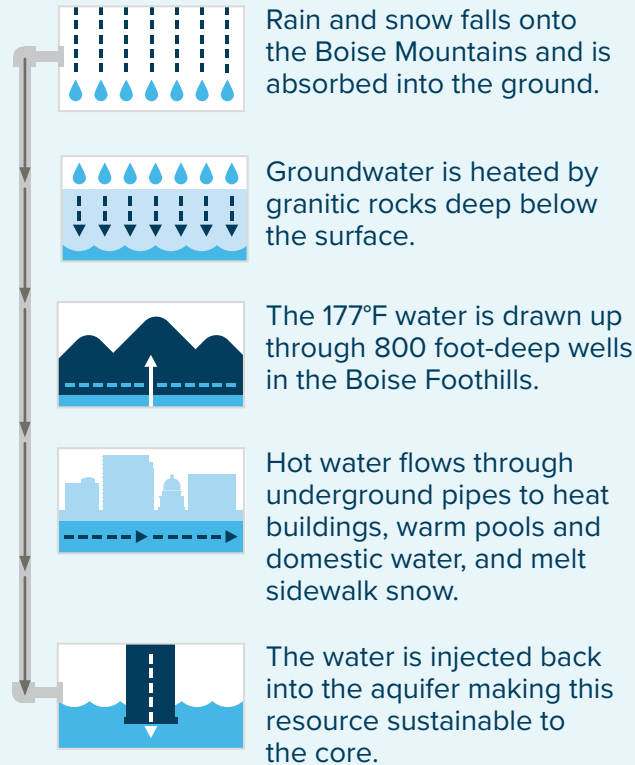 Rain and snow falls onto
the Boise Mountains and is
absorbed into the ground.
Groundwater is heated by
granitic rocks deep below
the surface.
The 177°F water is drawn up
through 800 foot-deep wells
in the Boise Foothills.
Hot water flows through
underground pipes to heat
buildings, warm pools and
domestic water, and melt
sidewalk snow.
The water is injected back
into the aquifer making this
resource sustainable to
the core.